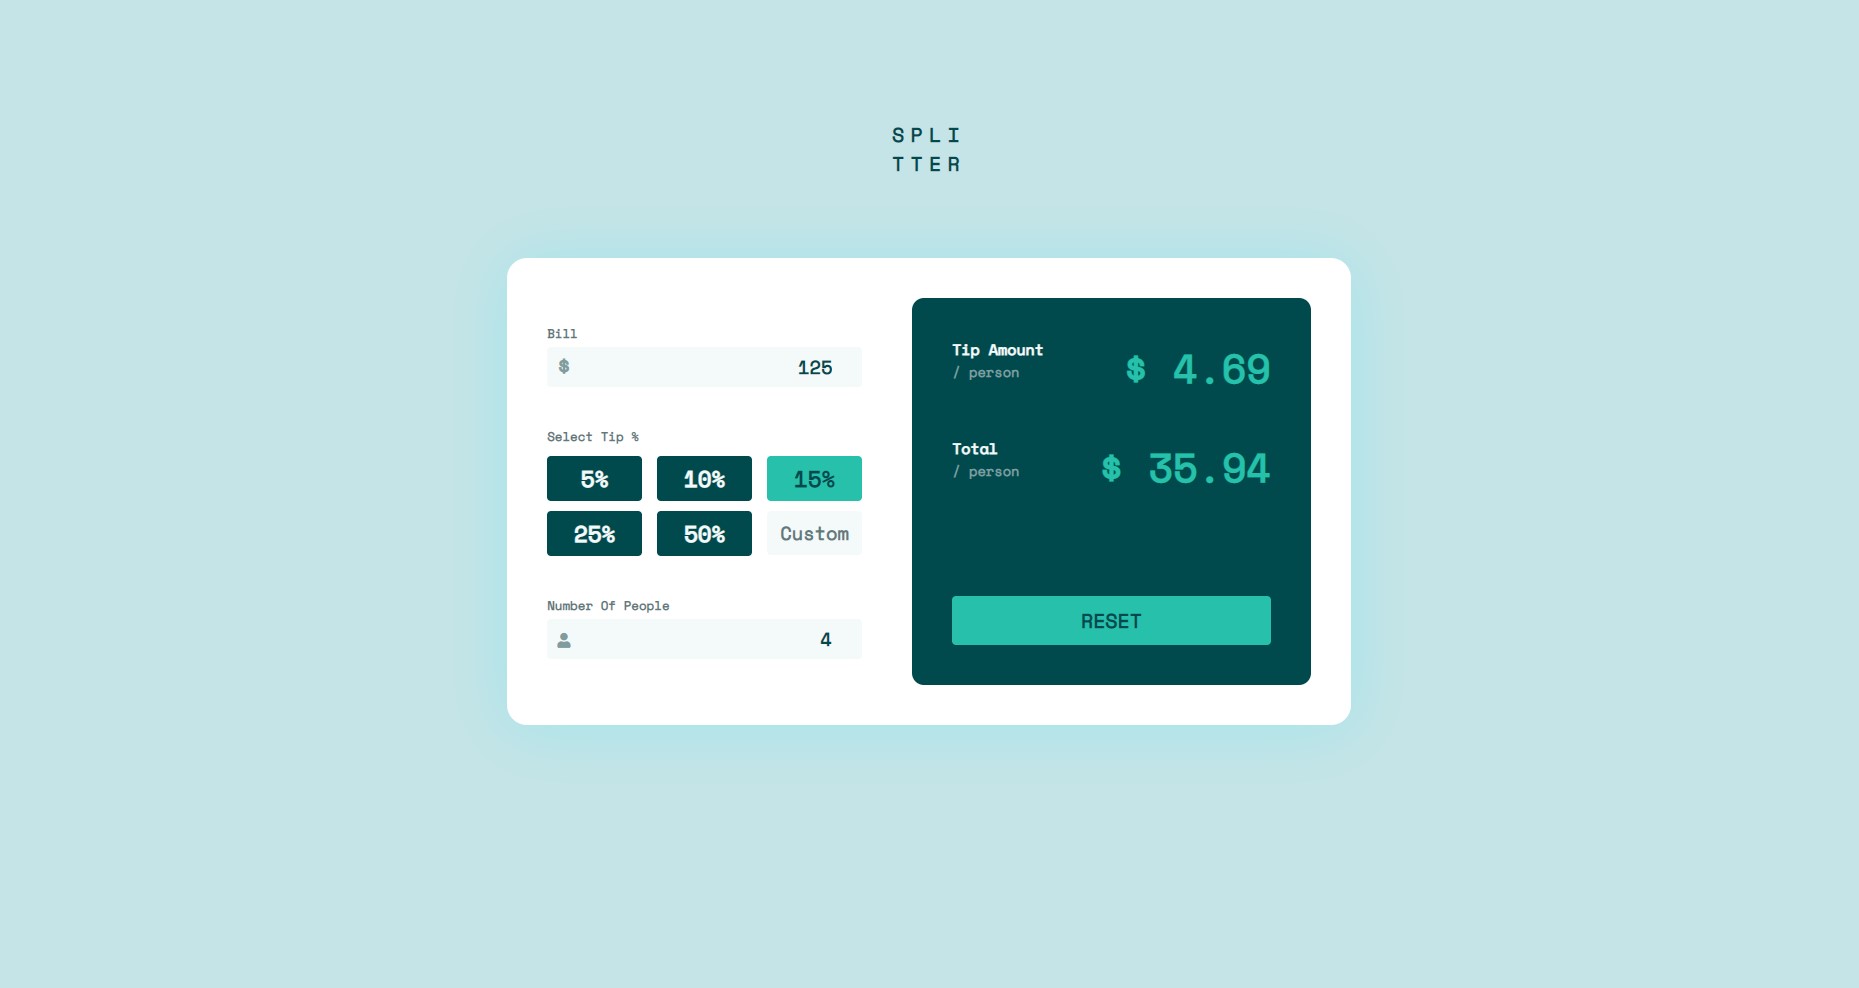 SPLI
TTER
Bill
$ 125
Select Tip %
5% 10% 15%
25% 50% Custom
Number Of People
4
Tip Amount
/ person
$ 4.69
Total
/ person
$ 35.94
RESET